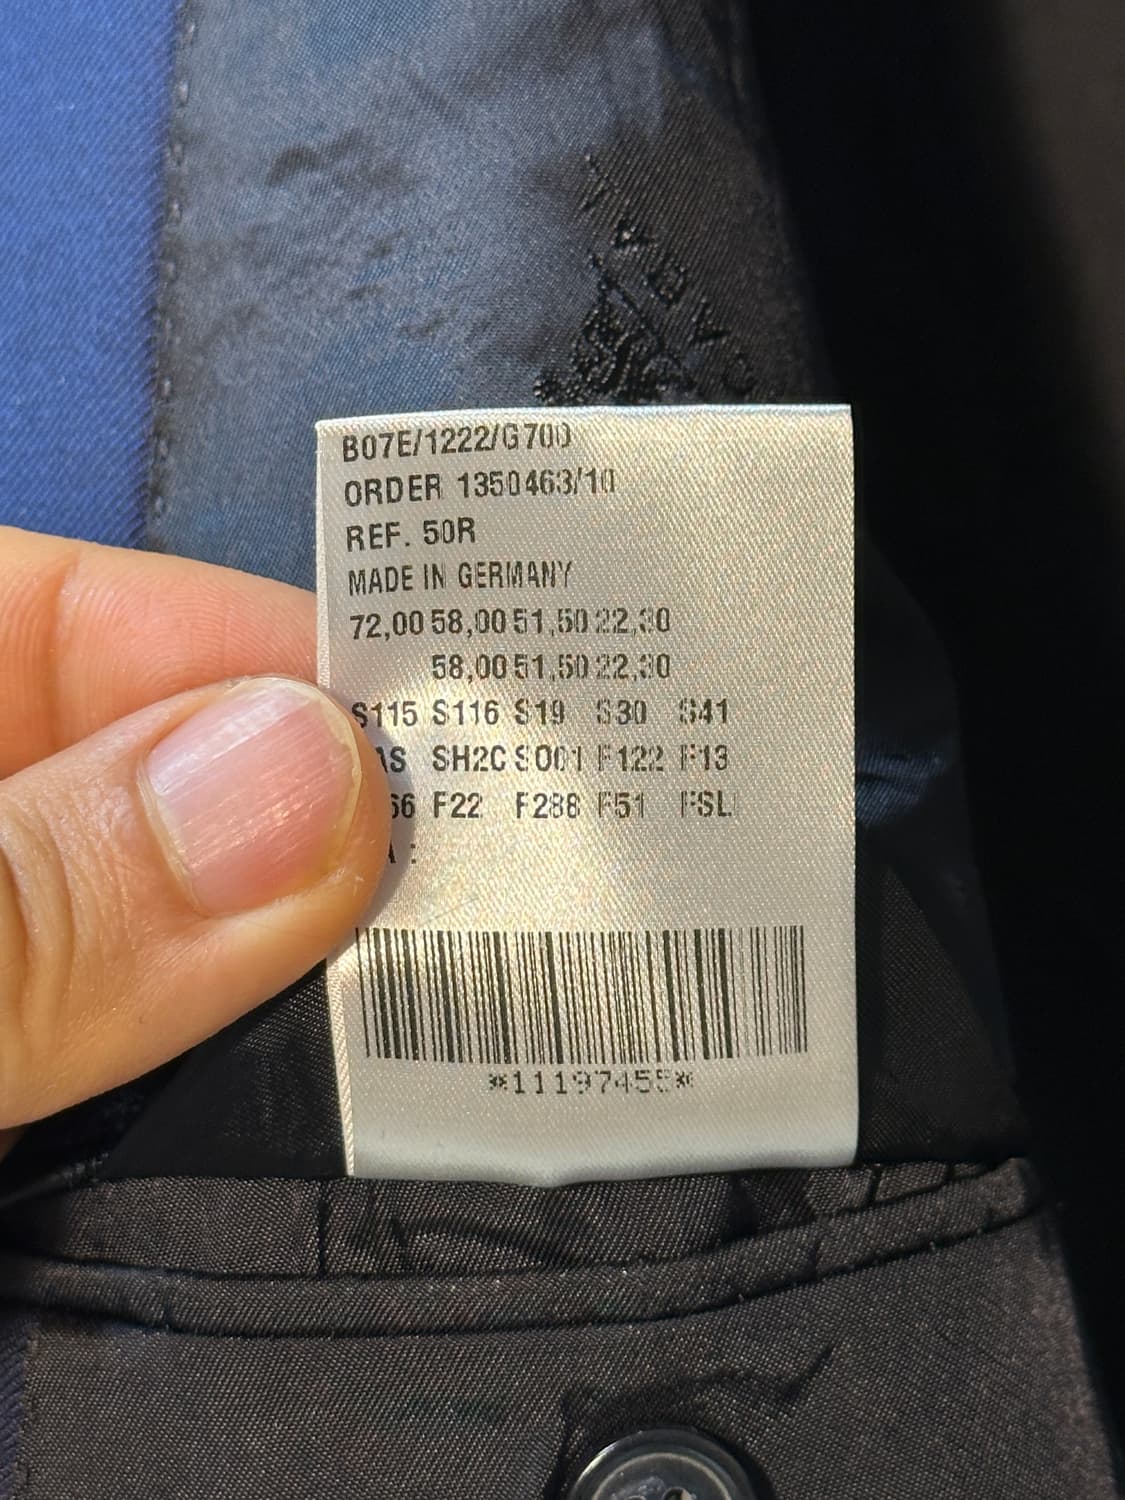 B07E/1222/G700
ORDER 1350463/10
REF. 50R
MADE IN GERMANY
72,00 58,00 51,50 22,30
58,00 51,50 22,30
S115 S116 S19 S30 S41
SH2C S001 F122 F13
F22 F288 F51 FSL
*11197455*